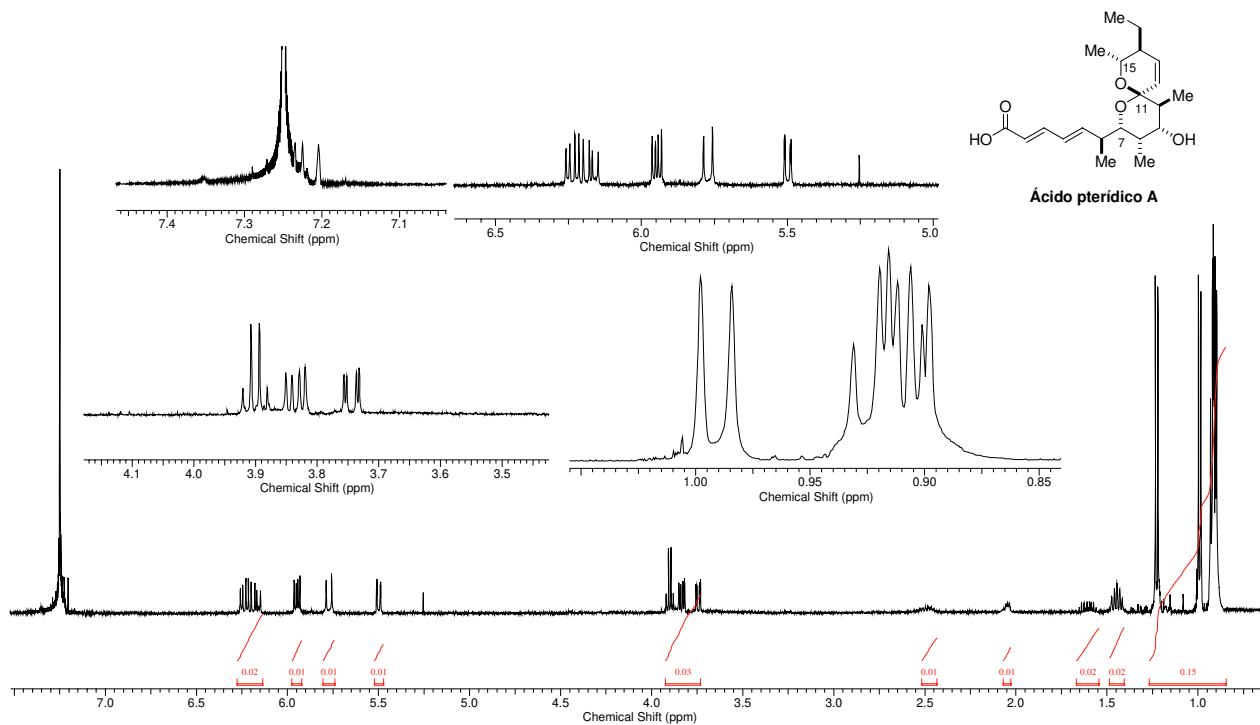 Me
Me
15
O
O
O
11
Me
HO
7
OH
Me
Me
Ácido pterídico A
7.4 7.3 7.2 7.1
Chemical Shift (ppm)
6.5 6.0 5.5 5.0
Chemical Shift (ppm)
4.1 4.0 3.9 3.8 3.7 3.6 3.5
Chemical Shift (ppm)
1.00 0.95 0.90 0.85
Chemical Shift (ppm)
0.02 0.01 0.01 0.01 0.03 0.01 0.01 0.02 0.02 0.15
7.0 6.5 6.0 5.5 5.0 4.5 4.0 3.5 3.0 2.5 2.0 1.5 1.0
Chemical Shift (ppm)